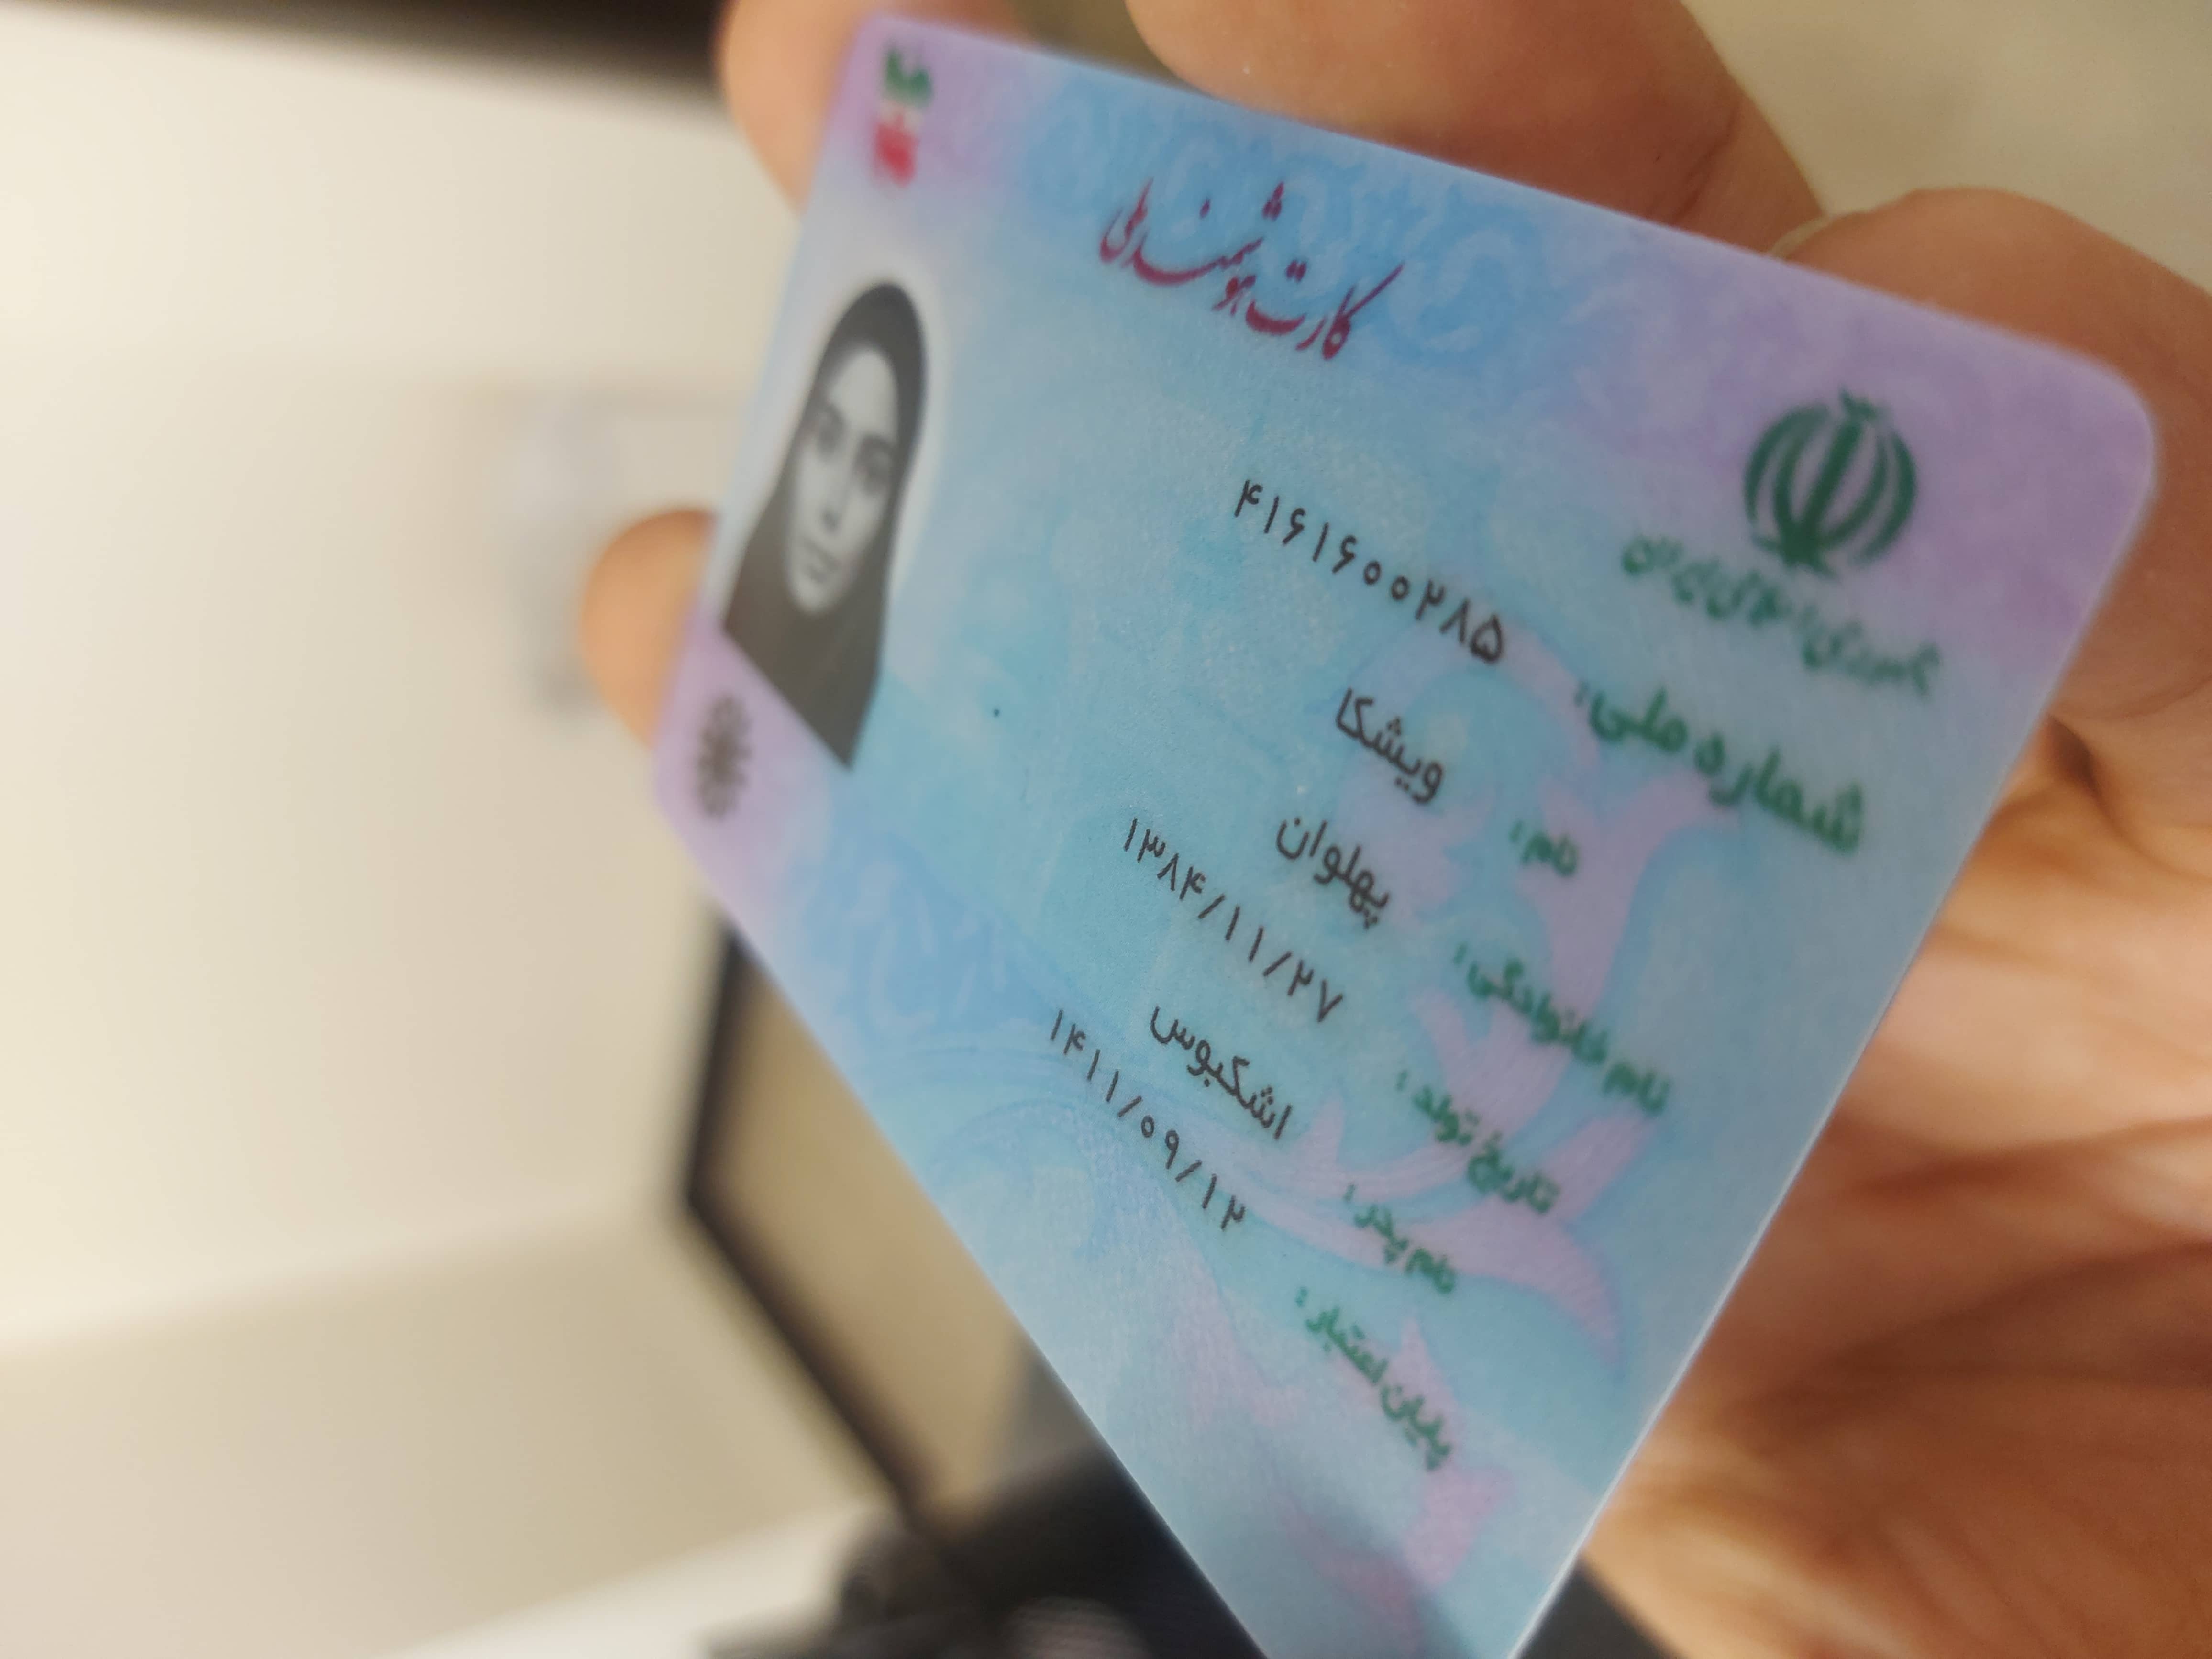 جمهوری اسلامی ایران
کارت هوشمند ملی
شماره ملی: ۴۱۶۱۶۰۰۲۸۵
نام: ویشکا
نام خانوادگی: پهلوان
تاریخ تولد: ۱۳۸۴/۱۱/۲۷
نام پدر: اشکبوس
پایان اعتبار: ۱۴۱۱/۰۹/۱۲